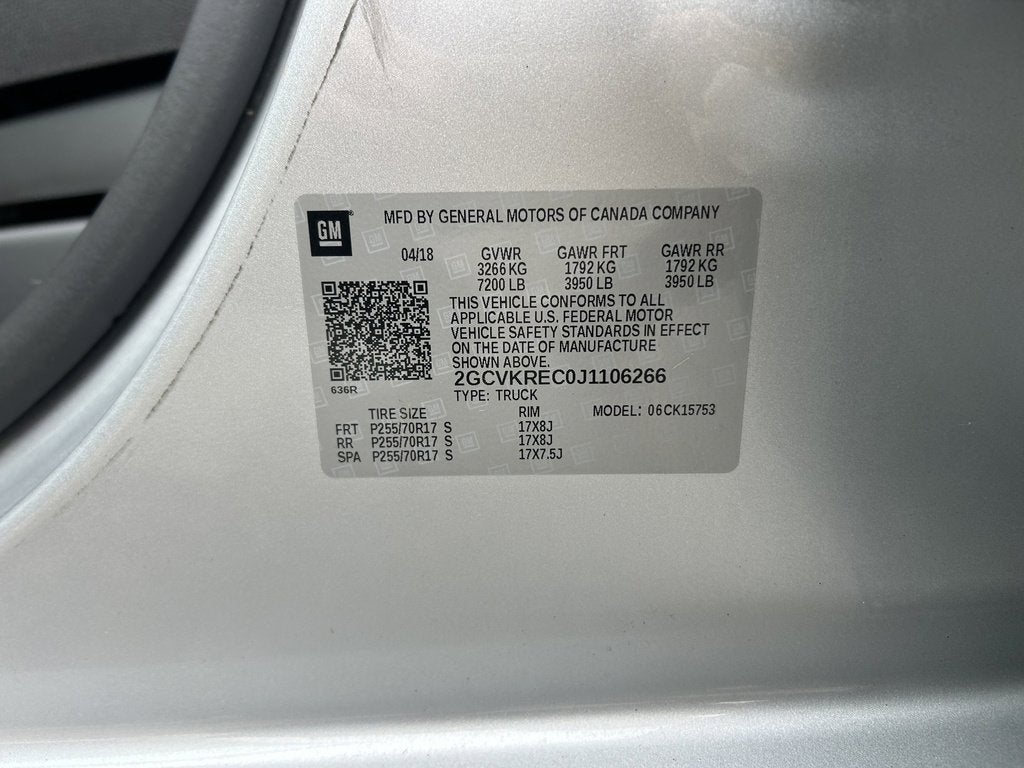 GM
MFD BY GENERAL MOTORS OF CANADA COMPANY
04/18 GVWR GAWR FRT GAWR RR
3266 KG 1792 KG 1792 KG
7200 LB 3950 LB 3950 LB
THIS VEHICLE CONFORMS TO ALL
APPLICABLE U.S. FEDERAL MOTOR
VEHICLE SAFETY STANDARDS IN EFFECT
ON THE DATE OF MANUFACTURE
SHOWN ABOVE.
2GCVKREC0J1106266
636R
TYPE: TRUCK
TIRE SIZE RIM MODEL: 06CK15753
FRT P255/70R17 S 17X8J
RR P255/70R17 S 17X8J
SPA P255/70R17 S 17X7.5J